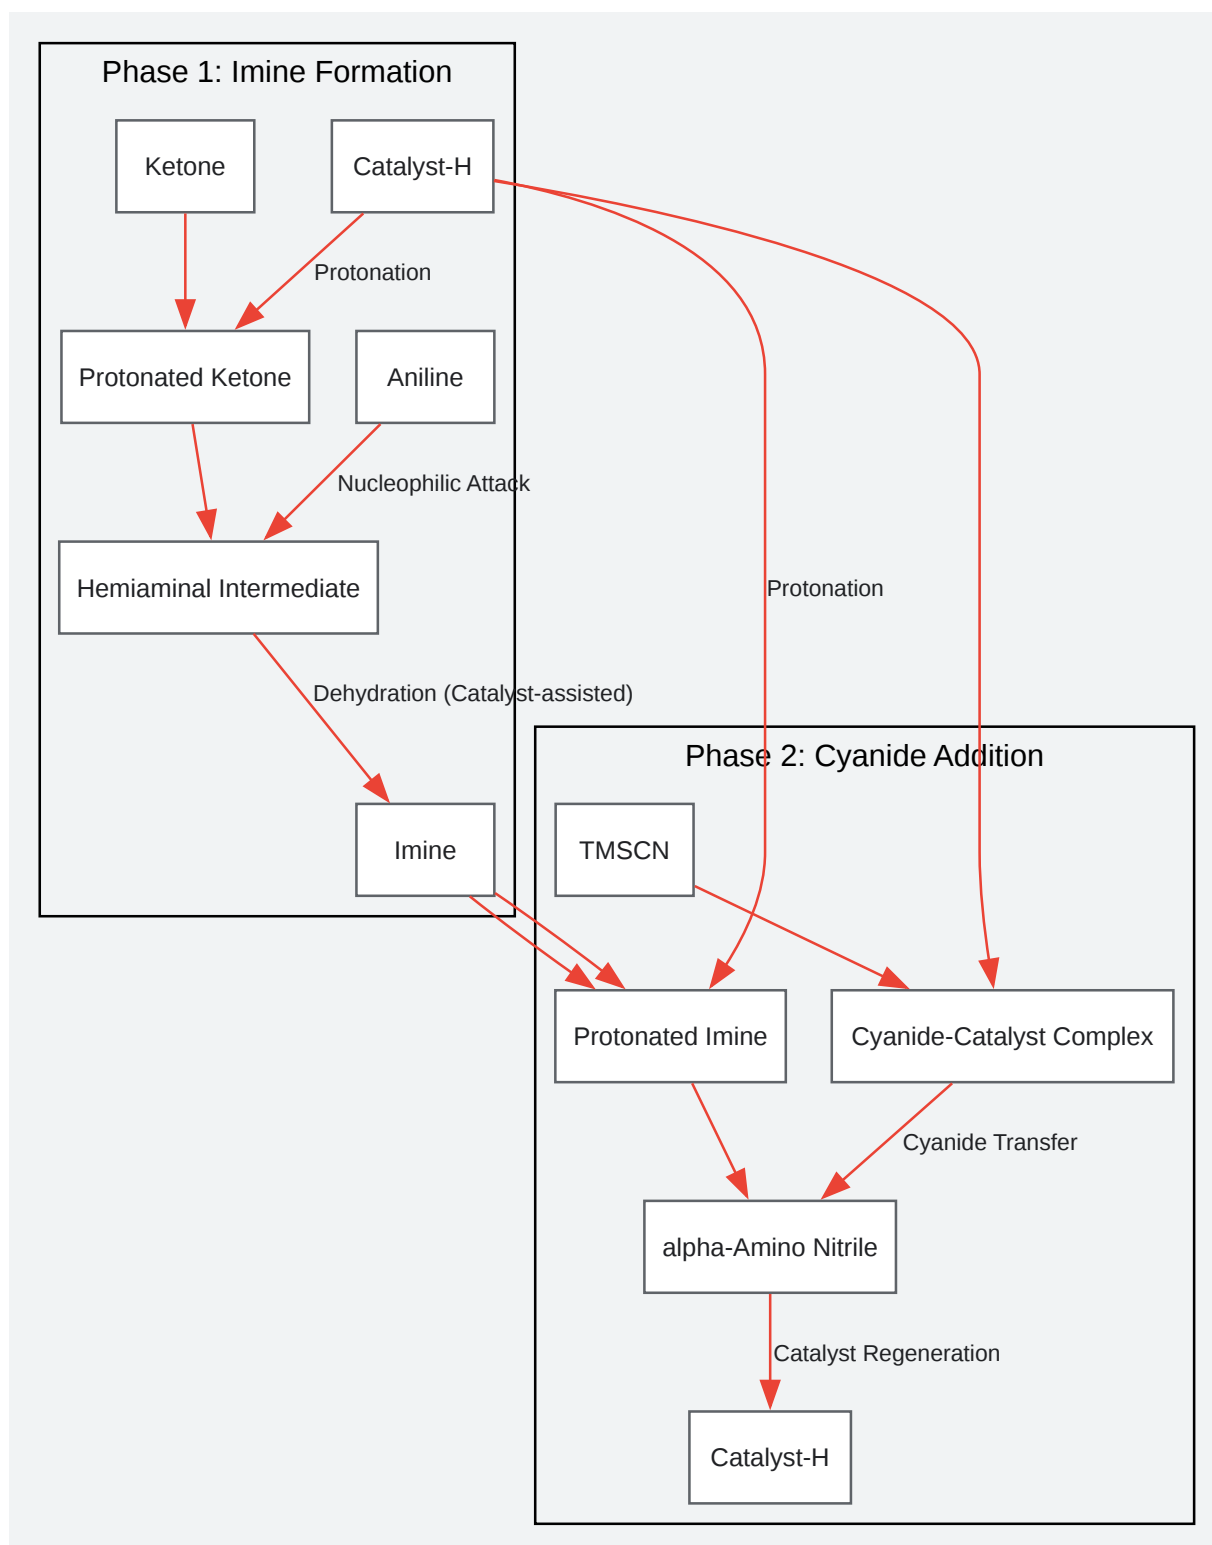 Phase 1: Imine Formation
Ketone
Catalyst-H
Protonation
Protonated Ketone
Aniline
Nucleophilic Attack
Hemiaminal Intermediate
Protonation
Dehydration (Catalyst-assisted)
Phase 2: Cyanide Addition
Imine
TMSCN
Protonated Imine
Cyanide-Catalyst Complex
Cyanide Transfer
alpha-Amino Nitrile
Catalyst Regeneration
Catalyst-H